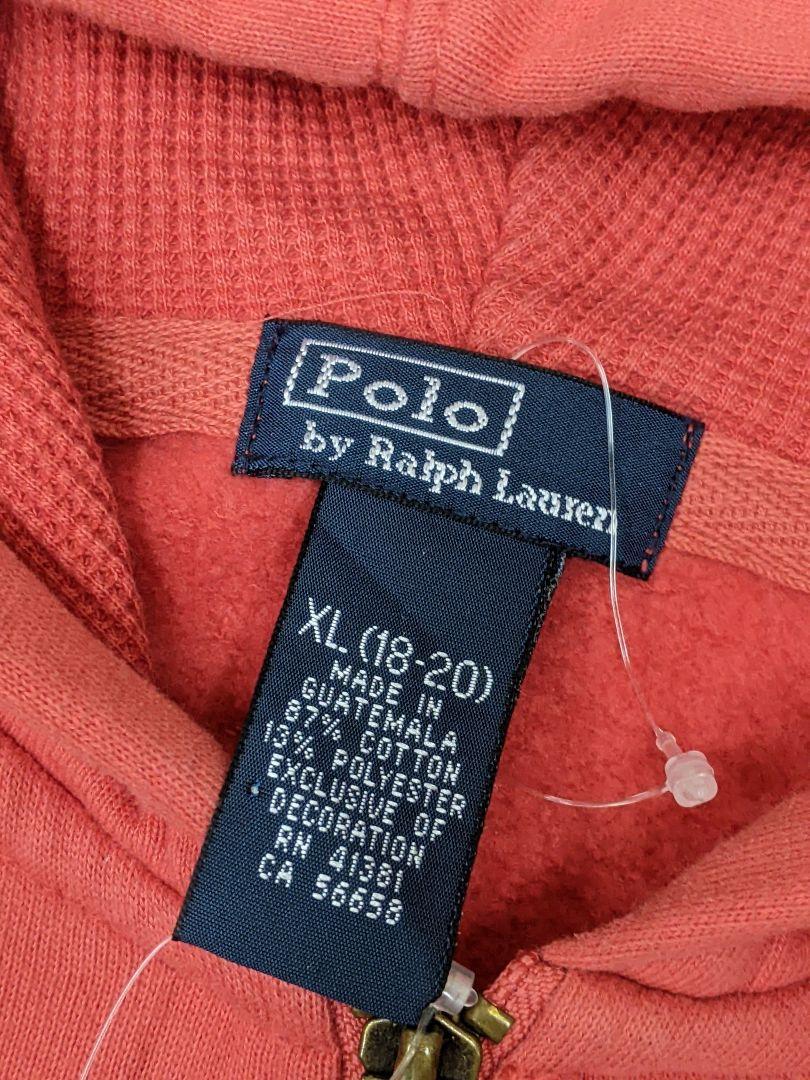 Polo
by Ralph Lauren
XL (18-20)
MADE IN
GUATEMALA
87% COTTON
13% POLYESTER
EXCLUSIVE OF
DECORATION
RN 41381
CA 56658